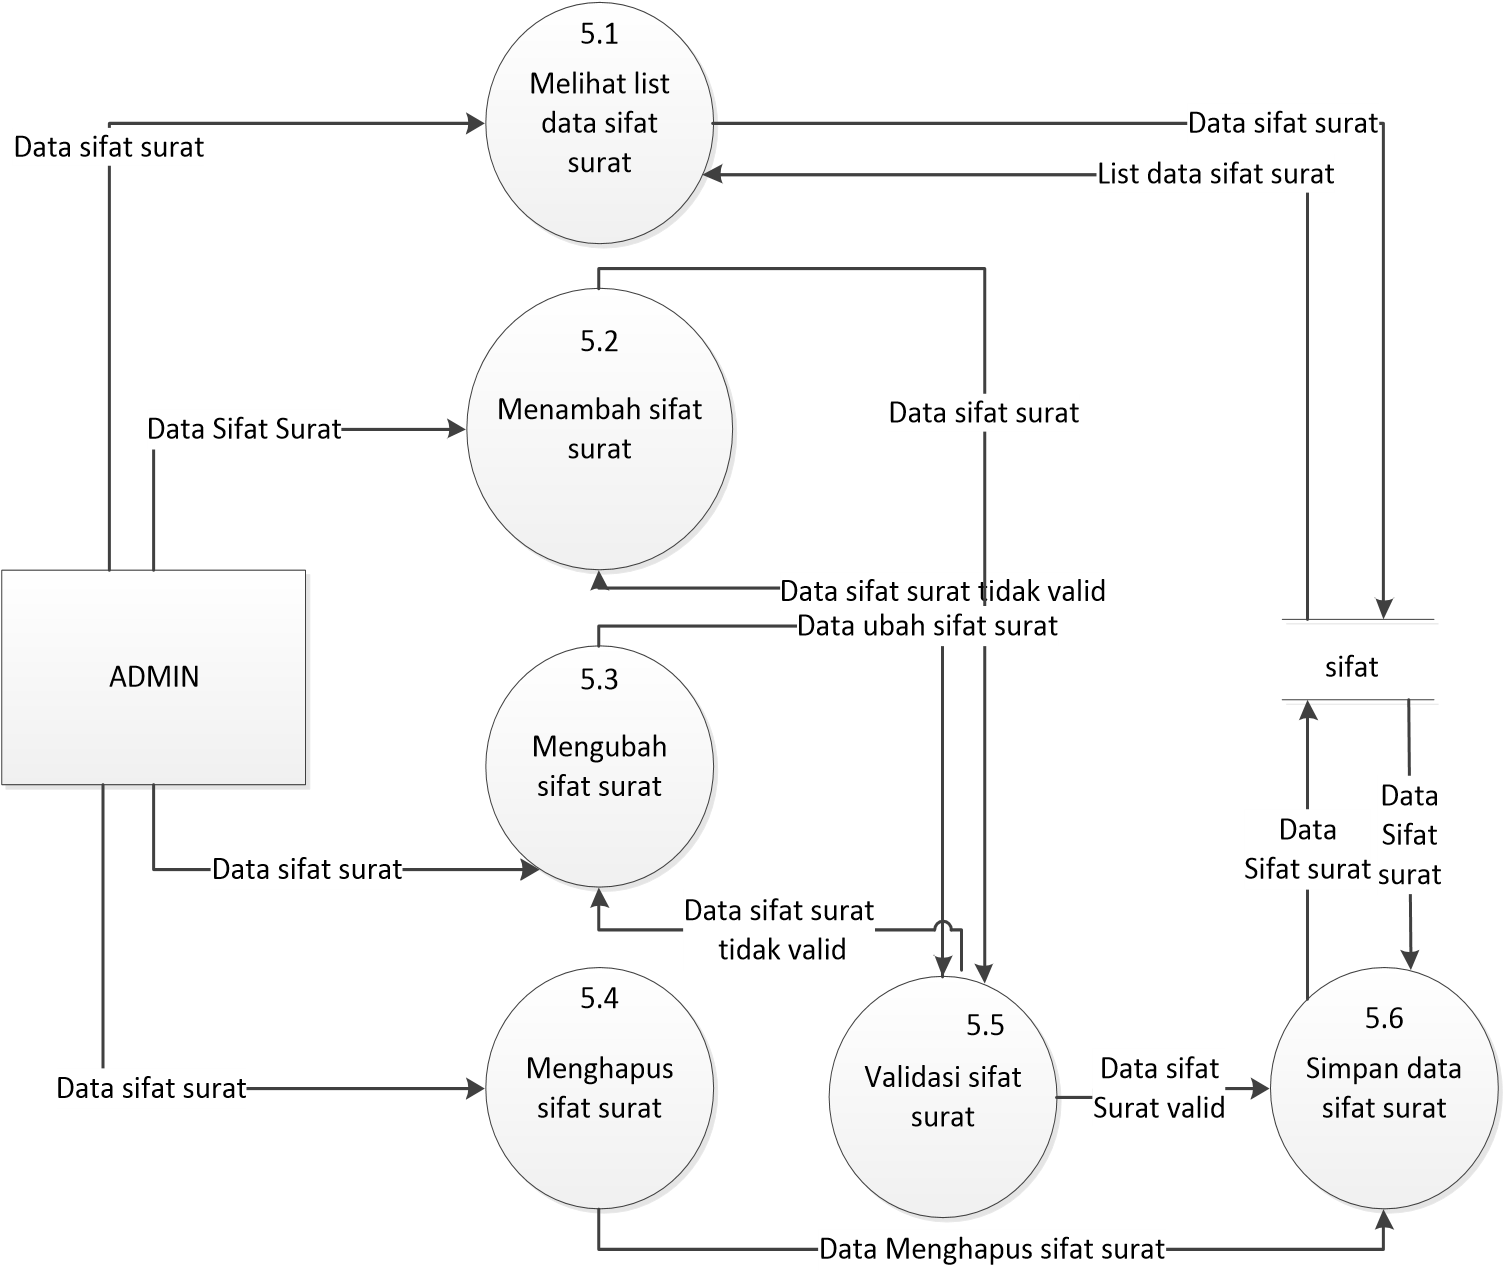 5.1
Melihat list
data sifat
surat
Data sifat surat
Data sifat surat
List data sifat surat
5.2
Menambah sifat
surat
Data Sifat Surat
Data sifat surat
Data sifat surat tidak valid
Data ubah sifat surat
ADMIN
5.3
Mengubah
sifat surat
sifat
Data
Sifat surat
Data
Sifat
surat
Data sifat surat
Data sifat surat
tidak valid
5.4
Menghapus
sifat surat
Data sifat surat
5.5
Validasi sifat
surat
Data sifat
Surat valid
5.6
Simpan data
sifat surat
Data Menghapus sifat surat